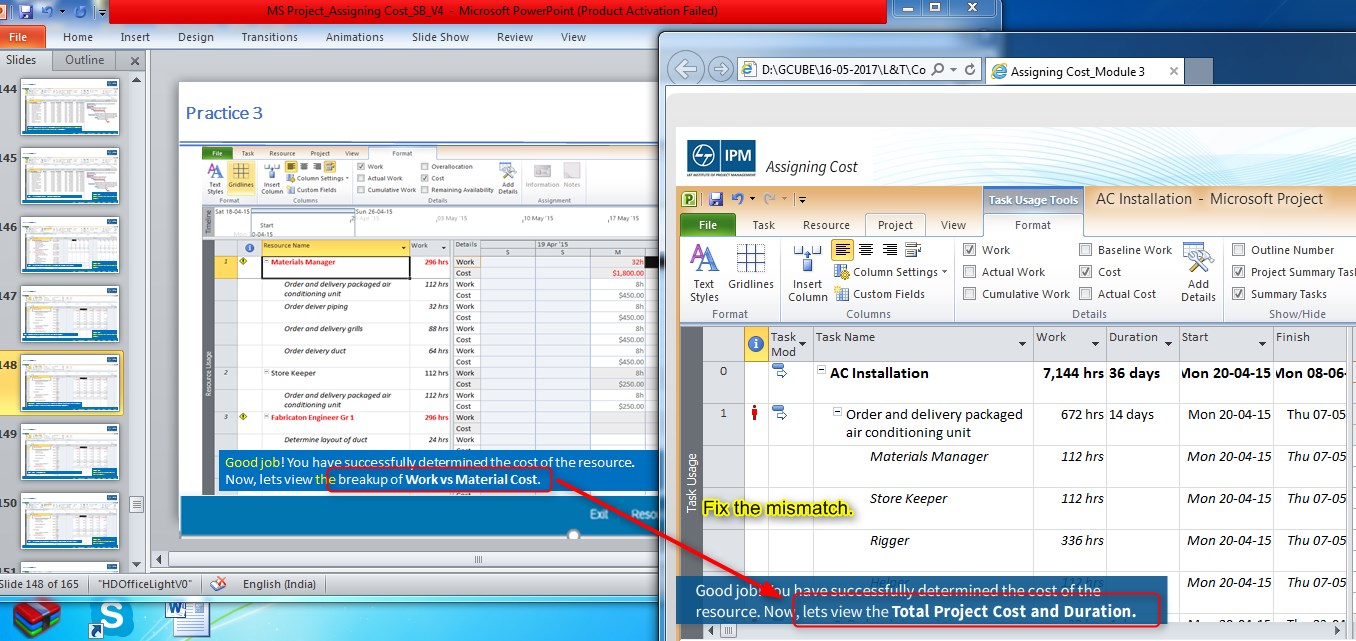 MS Project_Assigning Cost_SB_V4 - Microsoft PowerPoint (Product Activation Failed)
File Home Insert Design Transitions Animations Slide Show Review View
Slides Outline
144
145
146
147
148
149
150
151
Practice 3
File Task Resource Project View Format
Text Styles
Gridlines
Insert Column
Column Settings
Custom Fields
Work
Actual Work
Cumulative Work
Overallocation
Cost
Remaining Availability
Add Details
Information
Notes
Format Columns Details Assignment
Timeline
Sat 18-04-15
Start
Sun 26-04-15
01 May '15
10 May '15
17 May '15
Resource Name Work Details 19 Apr '15
S S M
1 Materials Manager 296 hrs Work 32h
Cost $1,800.00
Order and delivery packaged air conditioning unit 112 hrs Work 8h
Cost $450.00
Order deiver piping 32 hrs Work 8h
Cost $450.00
Order and delivery grills 88 hrs Work 8h
Cost $450.00
Order deivery duct 64 hrs Work 8h
Cost $450.00
2 Store Keeper 112 hrs Work 8h
Cost $250.00
Order and delivery packaged air conditioning unit 112 hrs Work 8h
Cost $250.00
3 Fabricaton Engineer Gr 1 296 hrs Work
Cost
Determine layout of duct 24 hrs Work
Resource Usage
Good job! You have successfully determined the cost of the resource.
Now, lets view the breakup of Work vs Material Cost.
Exit Reso
Slide 148 of 165 "HDOfficeLightV0" English (India)
D:\GCUBE\16-05-2017\L&T\Co
Assigning Cost_Module 3
IPM
L&T INSTITUTE OF PROJECT MANAGEMENT
Assigning Cost
Task Usage Tools
AC Installation - Microsoft Project
File Task Resource Project View Format
Text Styles
Gridlines
Insert Column
Column Settings
Custom Fields
Work
Actual Work
Cumulative Work
Baseline Work
Cost
Actual Cost
Add Details
Outline Number
Project Summary Task
Summary Tasks
Format Columns Details Show/Hide
Task Mod Task Name Work Duration Start Finish
0 AC Installation 7,144 hrs 36 days Mon 20-04-15 Mon 08-06-
1 Order and delivery packaged air conditioning unit 672 hrs 14 days Mon 20-04-15 Thu 07-05
Materials Manager 112 hrs Mon 20-04-15 Thu 07-05
Store Keeper 112 hrs Mon 20-04-15 Thu 07-05
Rigger 336 hrs Mon 20-04-15 Thu 07-05
Helper 112 hrs Mon 20-04-15 Thu 07-05
Task Usage
Fix the mismatch.
Good job! You have successfully determined the cost of the
resource. Now, lets view the Total Project Cost and Duration.